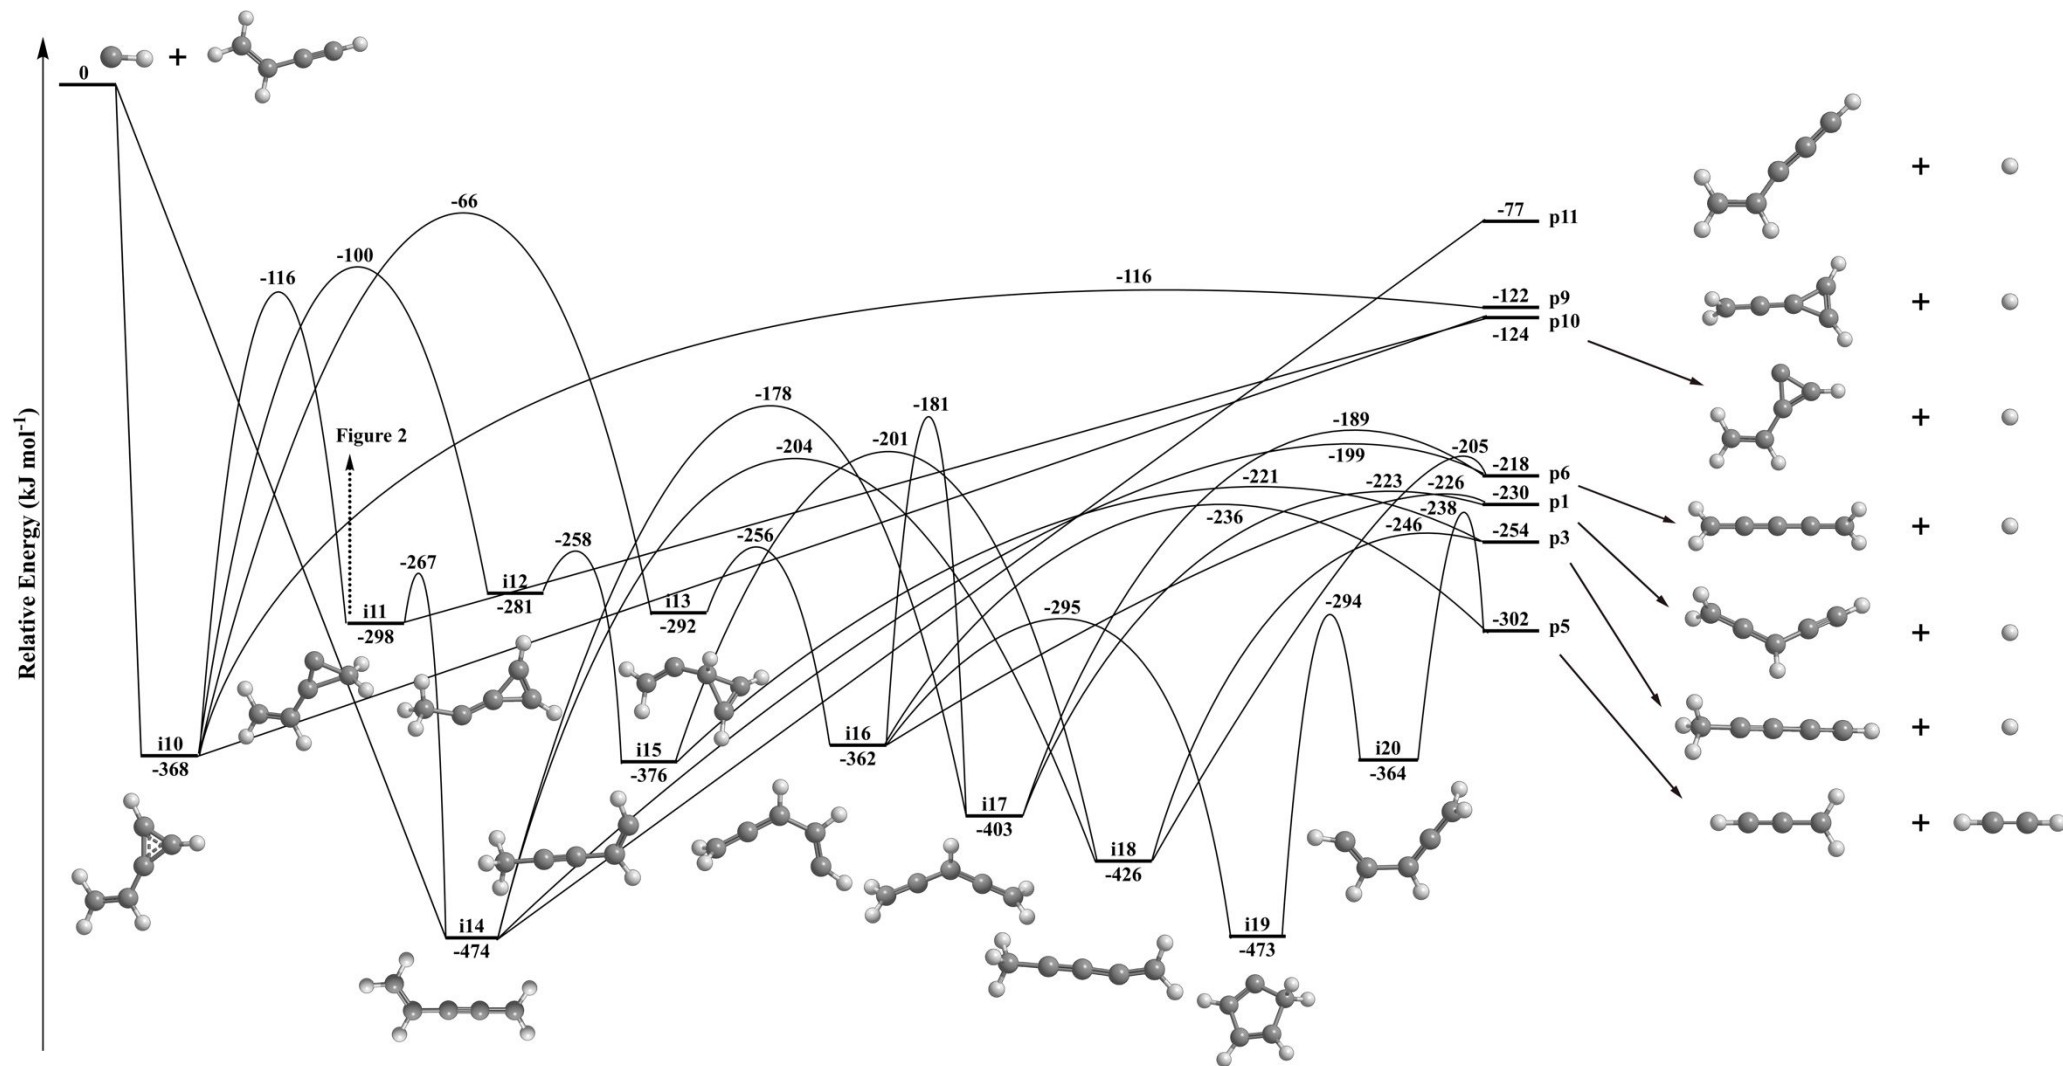 0
+
-66
-77
p11
+
-100
-116
-116
-122
p9
+
p10
-124
-178
-181
-189
+
Relative Energy (kJ mol⁻¹)
Figure 2
-204
-201
-205
-199
-218
p6
-221
-223
-226
-230
p1
+
-236
-238
-246
-254
p3
-258
-256
-267
i12
-281
i11
-298
i13
-292
-295
-294
-302
p5
+
i10
-368
i15
-376
i16
-362
i20
-364
+
i17
-403
+
i18
-426
i14
-474
i19
-473